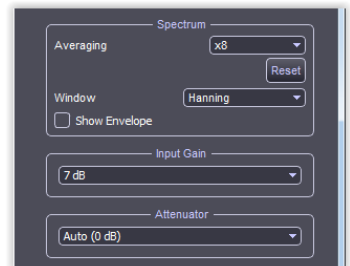 Spectrum
Averaging x8
Reset
Window Hanning
Show Envelope
Input Gain
7 dB
Attenuator
Auto (0 dB)